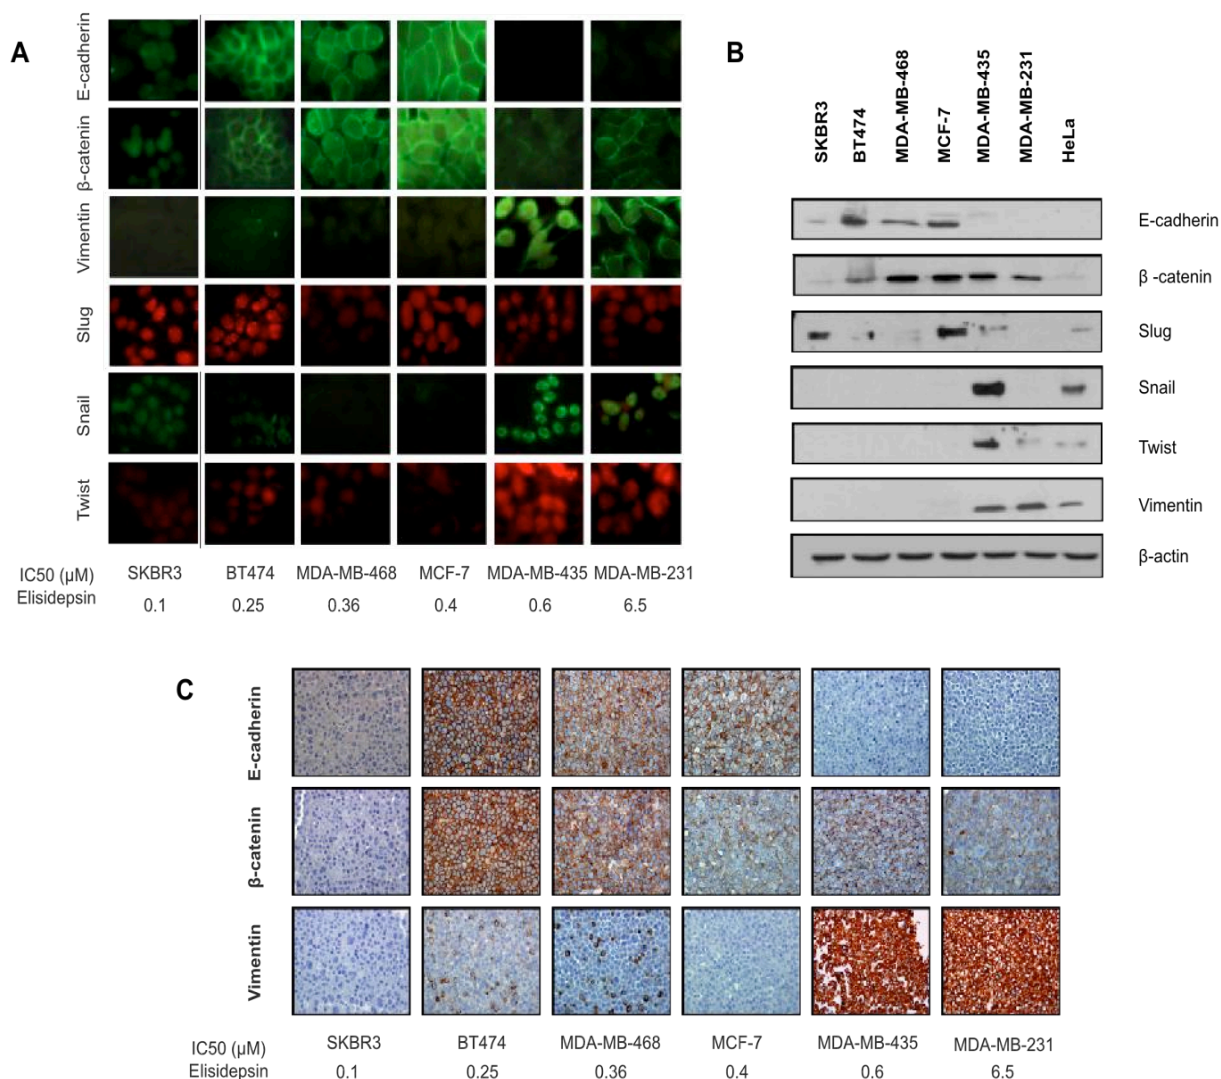 A
E-cadherin
β-catenin
Vimentin
Slug
Snail
Twist
IC50 (µM)
Elisidepsin
SKBR3 BT474 MDA-MB-468 MCF-7 MDA-MB-435 MDA-MB-231
0.1 0.25 0.36 0.4 0.6 6.5
B
SKBR3
BT474
MDA-MB-468
MCF-7
MDA-MB-435
MDA-MB-231
HeLa
E-cadherin
β -catenin
Slug
Snail
Twist
Vimentin
β-actin
C
E-cadherin
β-catenin
Vimentin
IC50 (µM)
Elisidepsin
SKBR3 BT474 MDA-MB-468 MCF-7 MDA-MB-435 MDA-MB-231
0.1 0.25 0.36 0.4 0.6 6.5